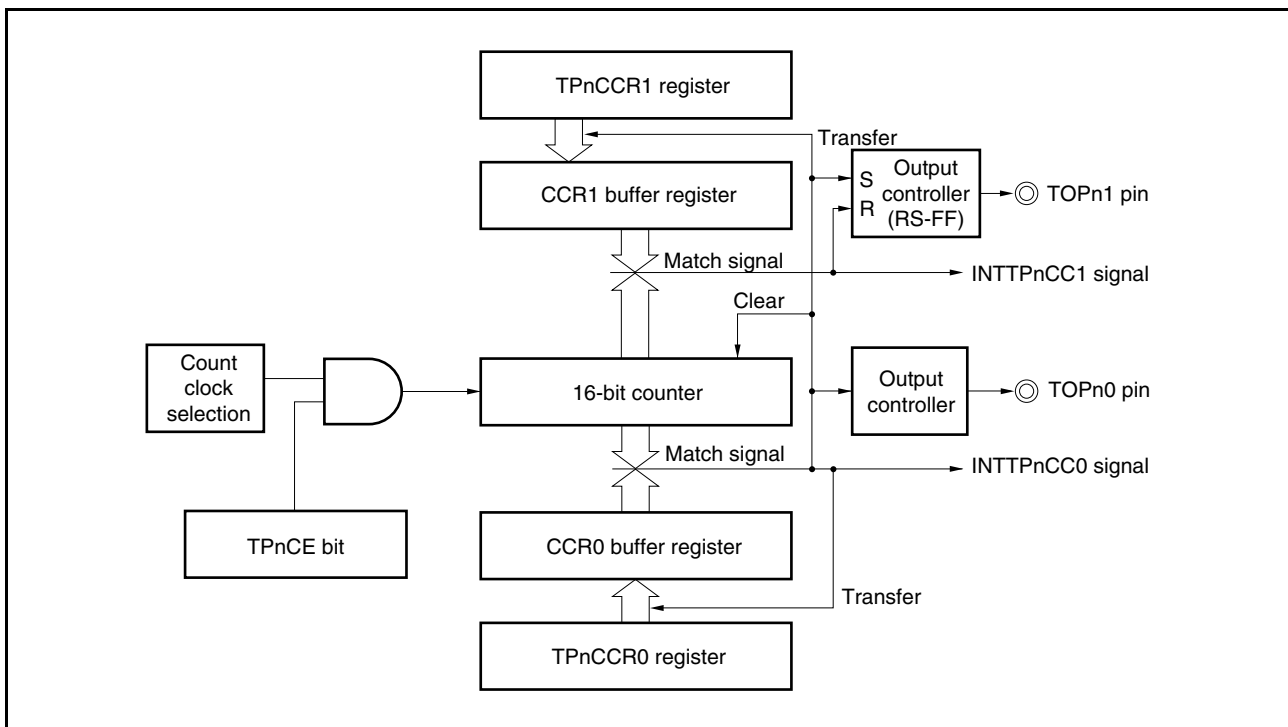 TPnCCR1 register
Transfer
CCR1 buffer register
S
R
Output
controller
(RS-FF)
TOPn1 pin
Match signal
INTTPnCC1 signal
Clear
Count
clock
selection
16-bit counter
Output
controller
TOPn0 pin
Match signal
INTTPnCC0 signal
TPnCE bit
CCR0 buffer register
Transfer
TPnCCR0 register